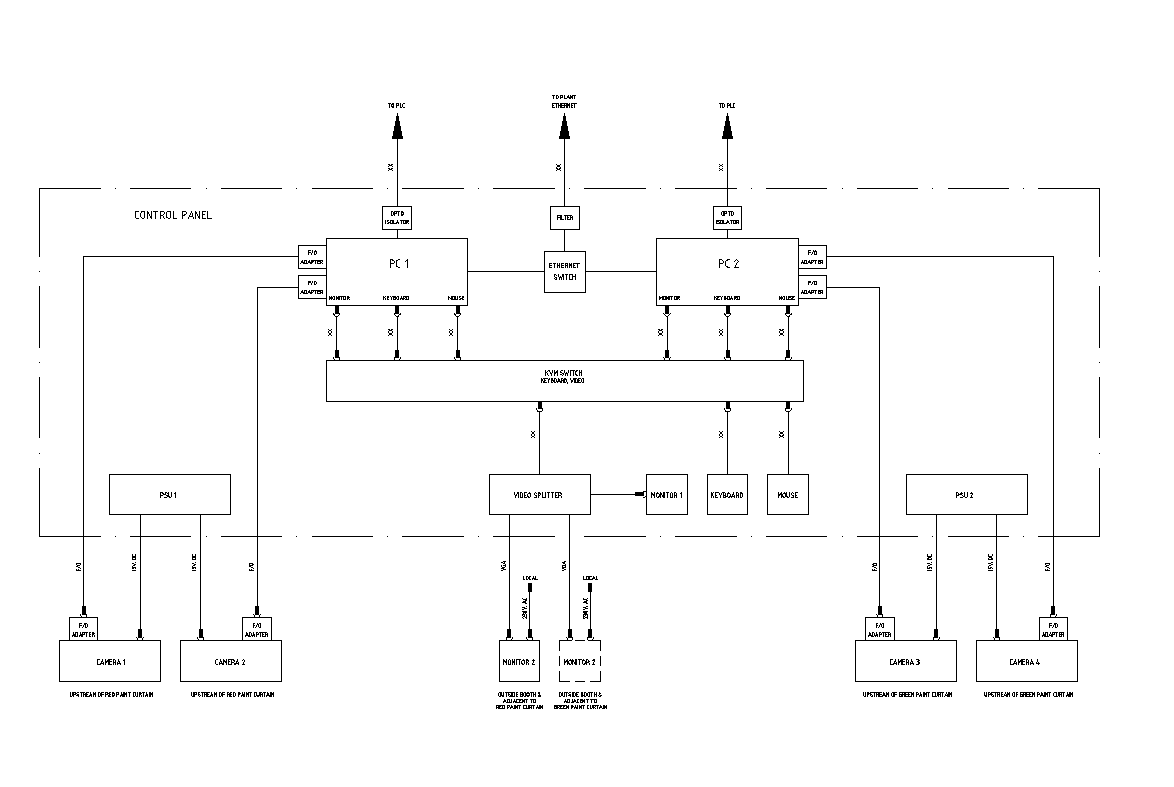 TO PLC
TO PLANT
ETHERNET
TO PLC
XX
XX
XX
CONTROL PANEL
OPTO
ISOLATOR
FILTER
OPTO
ISOLATOR
F/O
ADAPTER
F/O
ADAPTER
PC 1
MONITOR
KEYBOARD
MOUSE
ETHERNET
SWITCH
PC 2
MONITOR
KEYBOARD
MOUSE
F/O
ADAPTER
F/O
ADAPTER
XX
XX
XX
XX
XX
XX
KVM SWITCH
KEYBOARD, VIDEO
XX
XX
XX
PSU 1
VIDEO SPLITTER
MONITOR 1
KEYBOARD
MOUSE
PSU 2
F/O
15V. DC
15V. DC
F/O
VGA
VGA
F/O
15V. DC
15V. DC
F/O
LOCAL
230V. AC
LOCAL
230V. AC
F/O
ADAPTER
CAMERA 1
UPSTREAM OF RED PAINT CURTAIN
F/O
ADAPTER
CAMERA 2
UPSTREAM OF RED PAINT CURTAIN
MONITOR 2
OUTSIDE BOOTH &
ADJACENT TO
RED PAINT CURTAIN
MONITOR 2
OUTSIDE BOOTH &
ADJACENT TO
GREEN PAINT CURTAIN
F/O
ADAPTER
CAMERA 3
UPSTREAM OF GREEN PAINT CURTAIN
F/O
ADAPTER
CAMERA 4
UPSTREAM OF GREEN PAINT CURTAIN